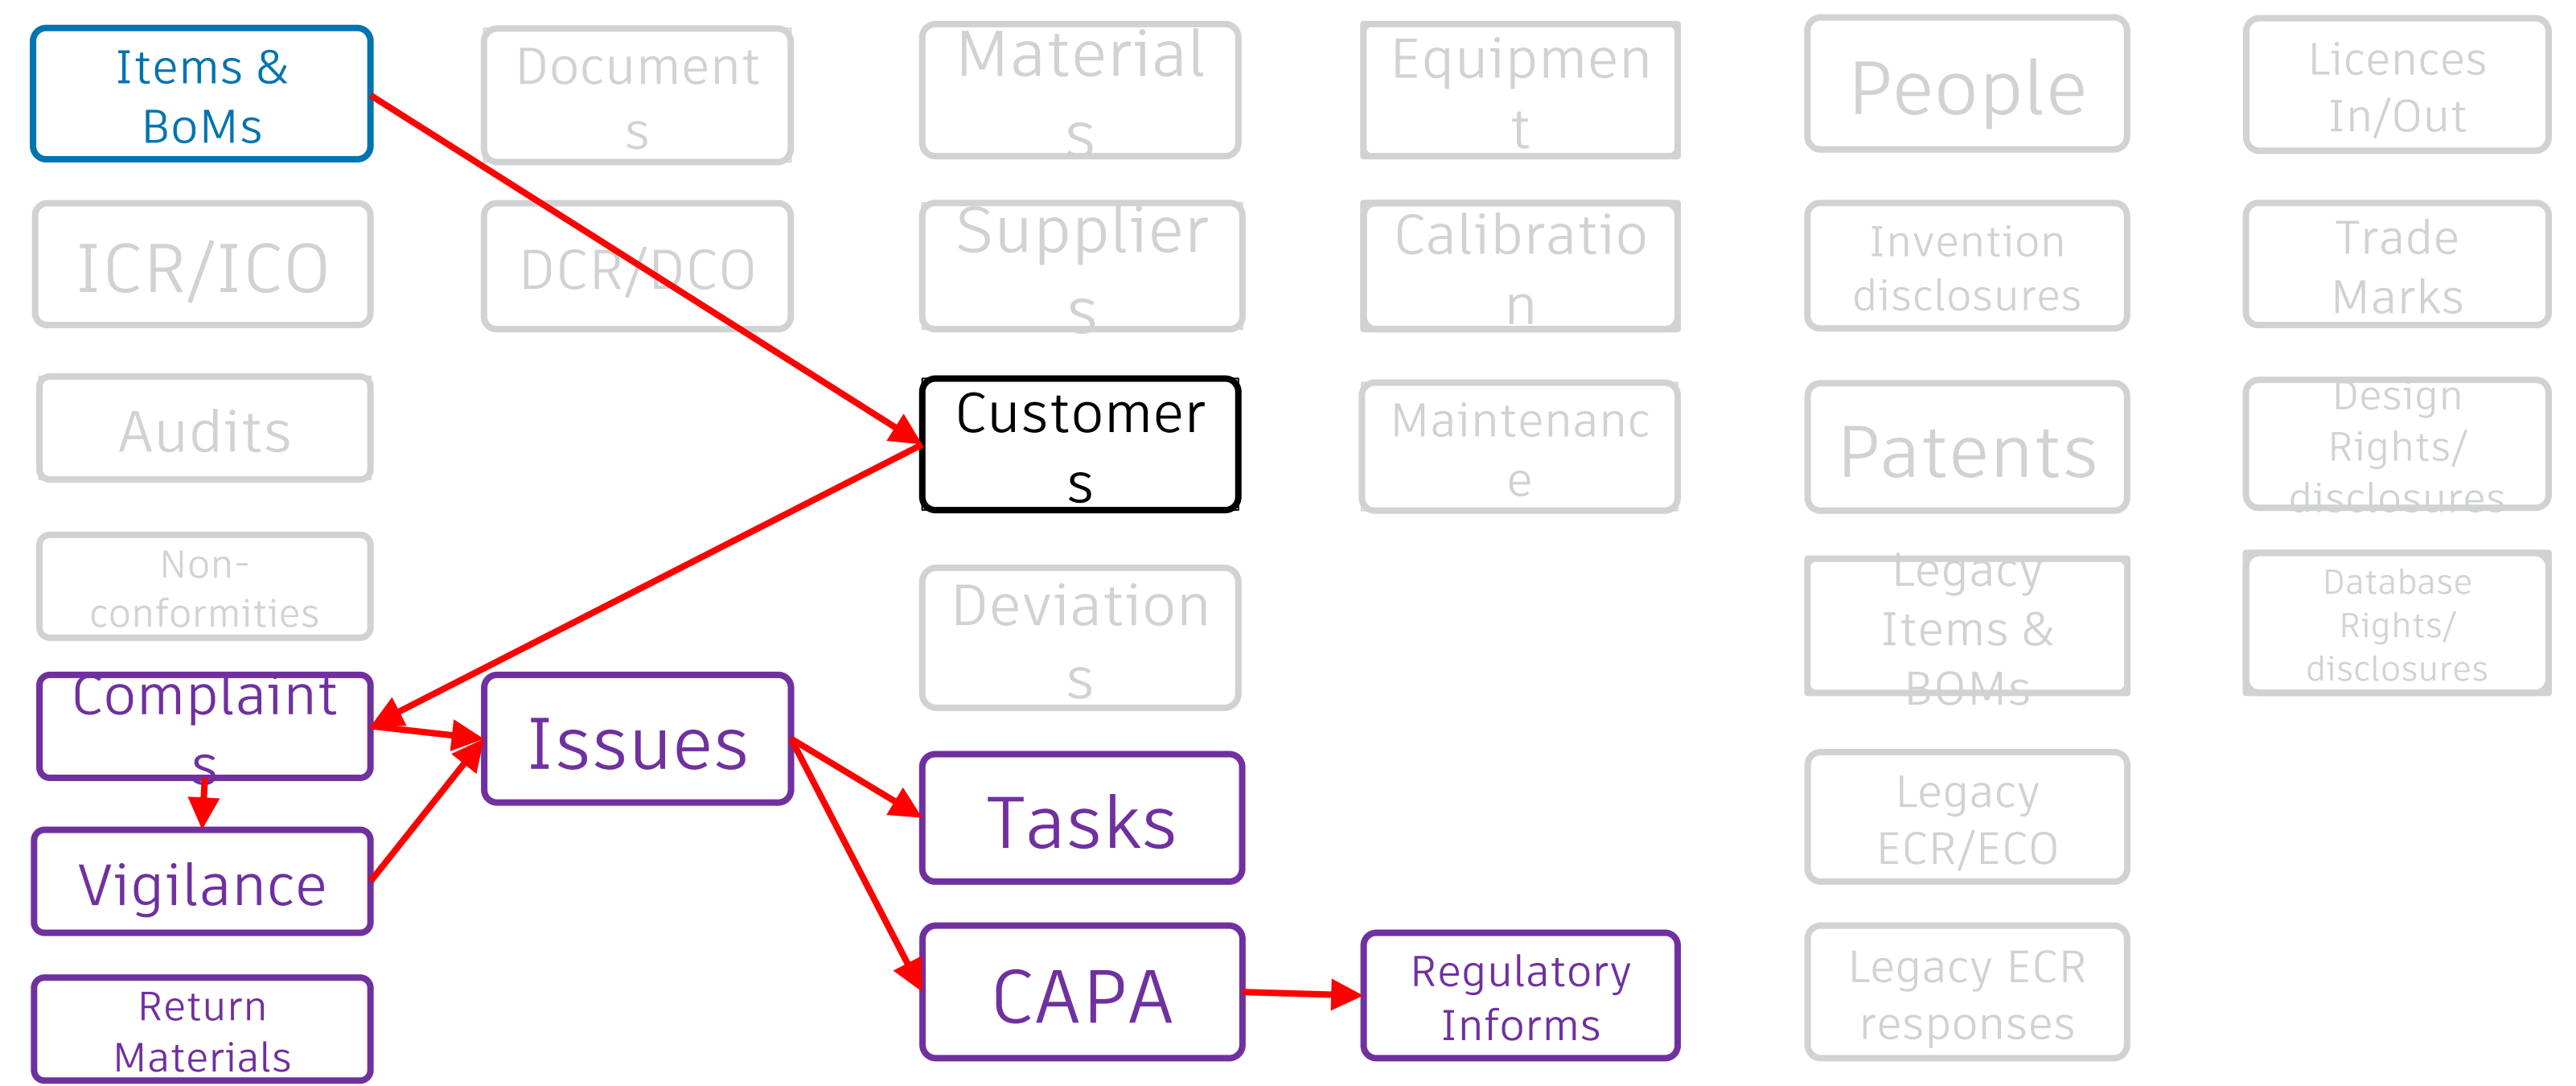 Items &
BoMs
Document
s
Material
s
Equipmen
t
People
Licences
In/Out
ICR/ICO
DCR/DCO
Supplier
s
Calibratio
n
Invention
disclosures
Trade
Marks
Audits
Customer
s
Maintenanc
e
Patents
Design
Rights/
disclosures
Non-
conformities
Deviation
s
Legacy
Items &
BOMs
Database
Rights/
disclosures
Complaint
s
Issues
Tasks
Legacy
ECR/ECO
Vigilance
CAPA
Regulatory
Informs
Legacy ECR
responses
Return
Materials